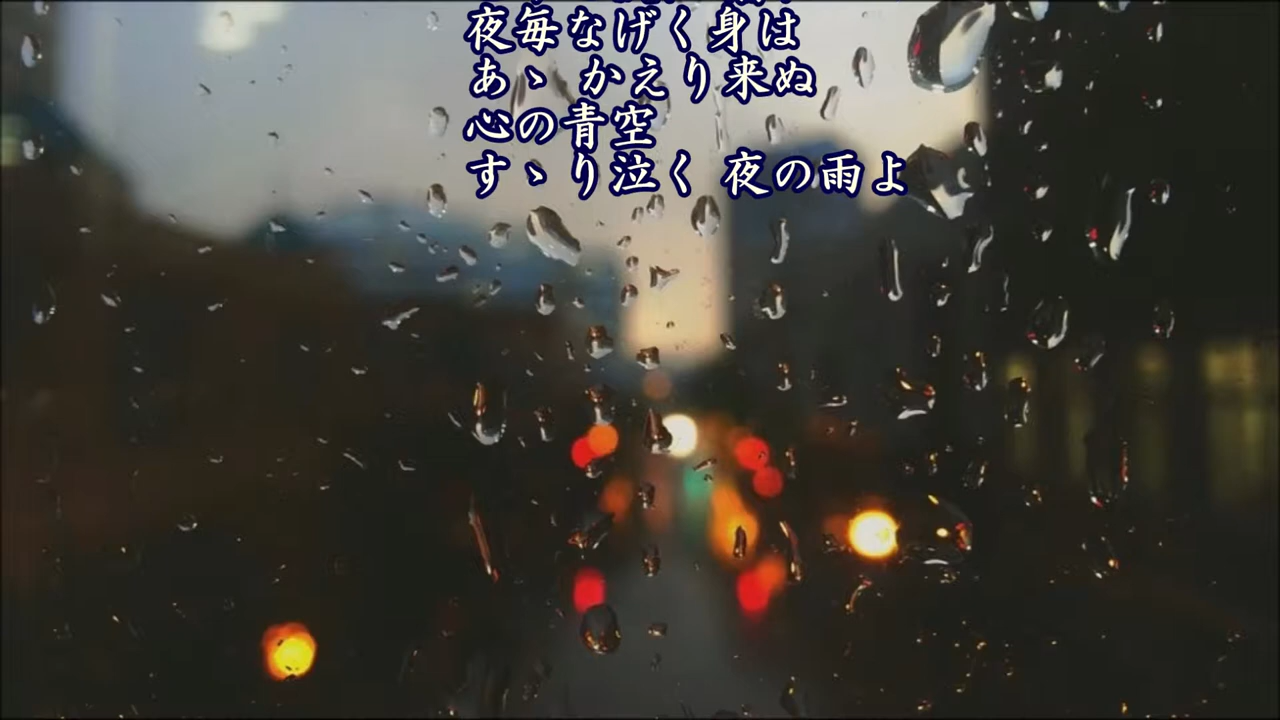 夜毎なげく身は
あゝ かえり来ぬ
心の青空
すゝり泣く 夜の雨よ